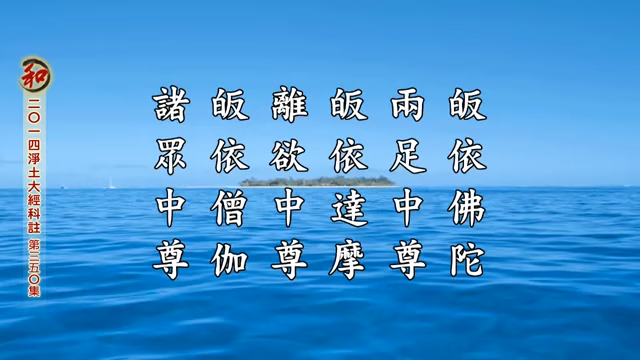 皈依佛陀
兩足中尊
皈依達摩
離欲中尊
皈依僧伽
諸眾中尊
和
二〇一四淨土大經科註 第三五〇集